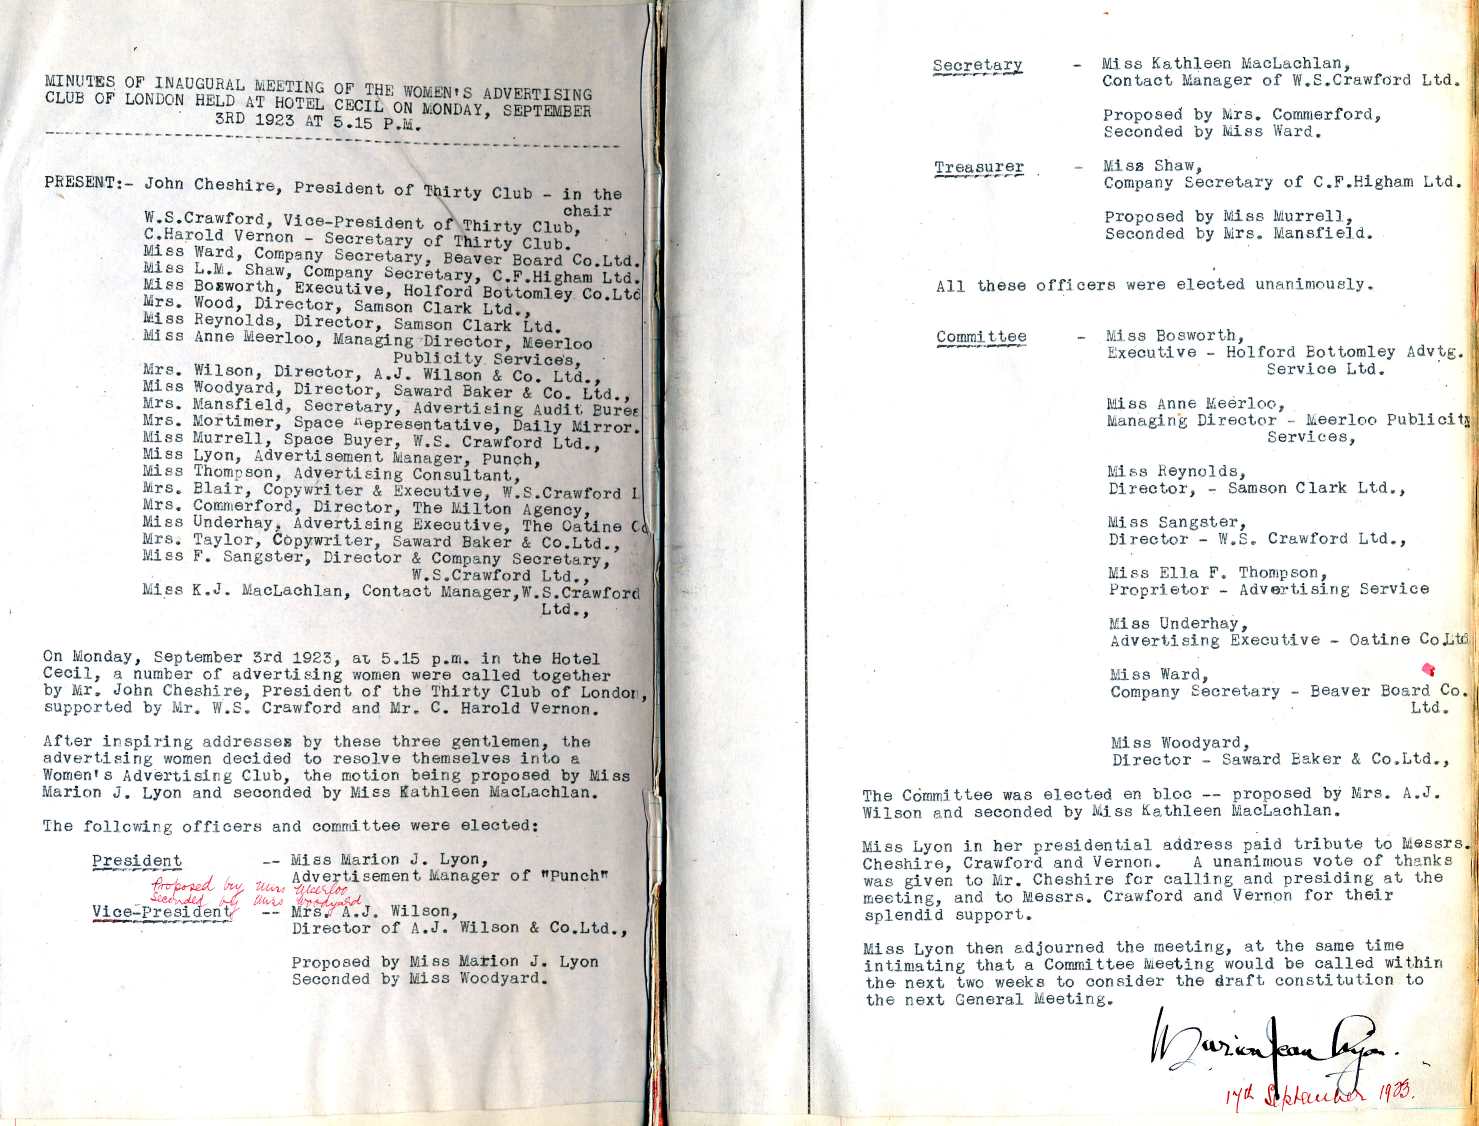 MINUTES OF INAUGURAL MEETING OF THE WOMEN'S ADVERTISING
CLUB OF LONDON HELD AT HOTEL CECIL ON MONDAY, SEPTEMBER
3RD 1923 AT 5.15 P.M.
PRESENT:- John Cheshire, President of Thirty Club - in the
chair
W.S.Crawford, Vice-President of Thirty Club,
C.Harold Vernon - Secretary of Thirty Club.
Miss Ward, Company Secretary, Beaver Board Co.Ltd.
Miss L.M. Shaw, Company Secretary, C.F.Higham Ltd.
Miss Bosworth, Executive, Holford Bottomley Co.Ltd
Mrs. Wood, Director, Samson Clark Ltd.,
Miss Reynolds, Director, Samson Clark Ltd.
Miss Anne Meerloo, Managing Director, Meerloo
Publicity Services,
Mrs. Wilson, Director, A.J. Wilson & Co. Ltd.,
Miss Woodyard, Director, Saward Baker & Co. Ltd.,
Mrs. Mansfield, Secretary, Advertising Audit Burea
Mrs. Mortimer, Space Representative, Daily Mirror.
Miss Murrell, Space Buyer, W.S. Crawford Ltd.,
Miss Lyon, Advertisement Manager, Punch,
Miss Thompson, Advertising Consultant,
Mrs. Blair, Copywriter & Executive, W.S.Crawford L
Mrs. Commerford, Director, The Milton Agency,
Miss Underhay, Advertising Executive, The Oatine Co
Mrs. Taylor, Copywriter, Saward Baker & Co.Ltd.,
Miss F. Sangster, Director & Company Secretary,
W.S.Crawford Ltd.,
Miss K.J. MacLachlan, Contact Manager,W.S.Crawford
Ltd.,
On Monday, September 3rd 1923, at 5.15 p.m. in the Hotel
Cecil, a number of advertising women were called together
by Mr. John Cheshire, President of the Thirty Club of London,
supported by Mr. W.S. Crawford and Mr. C. Harold Vernon.
After inspiring addresses by these three gentlemen, the
advertising women decided to resolve themselves into a
Women's Advertising Club, the motion being proposed by Miss
Marion J. Lyon and seconded by Miss Kathleen MacLachlan.
The following officers and committee were elected:
President -- Miss Marion J. Lyon,
Advertisement Manager of "Punch"
Proposed by Miss Meerloo
Seconded by Miss Woodyard
Vice-President -- Mrs. A.J. Wilson,
Director of A.J. Wilson & Co.Ltd.,
Proposed by Miss Marion J. Lyon
Seconded by Miss Woodyard.
Secretary - Miss Kathleen MacLachlan,
Contact Manager of W.S.Crawford Ltd.
Proposed by Mrs. Commerford,
Seconded by Miss Ward.
Treasurer - Miss Shaw,
Company Secretary of C.F.Higham Ltd.
Proposed by Miss Murrell,
Seconded by Mrs. Mansfield.
All these officers were elected unanimously.
Committee - Miss Bosworth,
Executive - Holford Bottomley Advtg.
Service Ltd.
Miss Anne Meerloo,
Managing Director - Meerloo Publicity
Services,
Miss Reynolds,
Director, - Samson Clark Ltd.,
Miss Sangster,
Director - W.S. Crawford Ltd.,
Miss Ella F. Thompson,
Proprietor - Advertising Service
Miss Underhay,
Advertising Executive - Oatine Co.Ltd
Miss Ward,
Company Secretary - Beaver Board Co.
Ltd.
Miss Woodyard,
Director - Saward Baker & Co.Ltd.,
The Committee was elected en bloc -- proposed by Mrs. A.J.
Wilson and seconded by Miss Kathleen MacLachlan.
Miss Lyon in her presidential address paid tribute to Messrs.
Cheshire, Crawford and Vernon. A unanimous vote of thanks
was given to Mr. Cheshire for calling and presiding at the
meeting, and to Messrs. Crawford and Vernon for their
splendid support.
Miss Lyon then adjourned the meeting, at the same time
intimating that a Committee Meeting would be called within
the next two weeks to consider the draft constitution to
the next General Meeting.
Marion Jean Lyon.
17th September 1923.